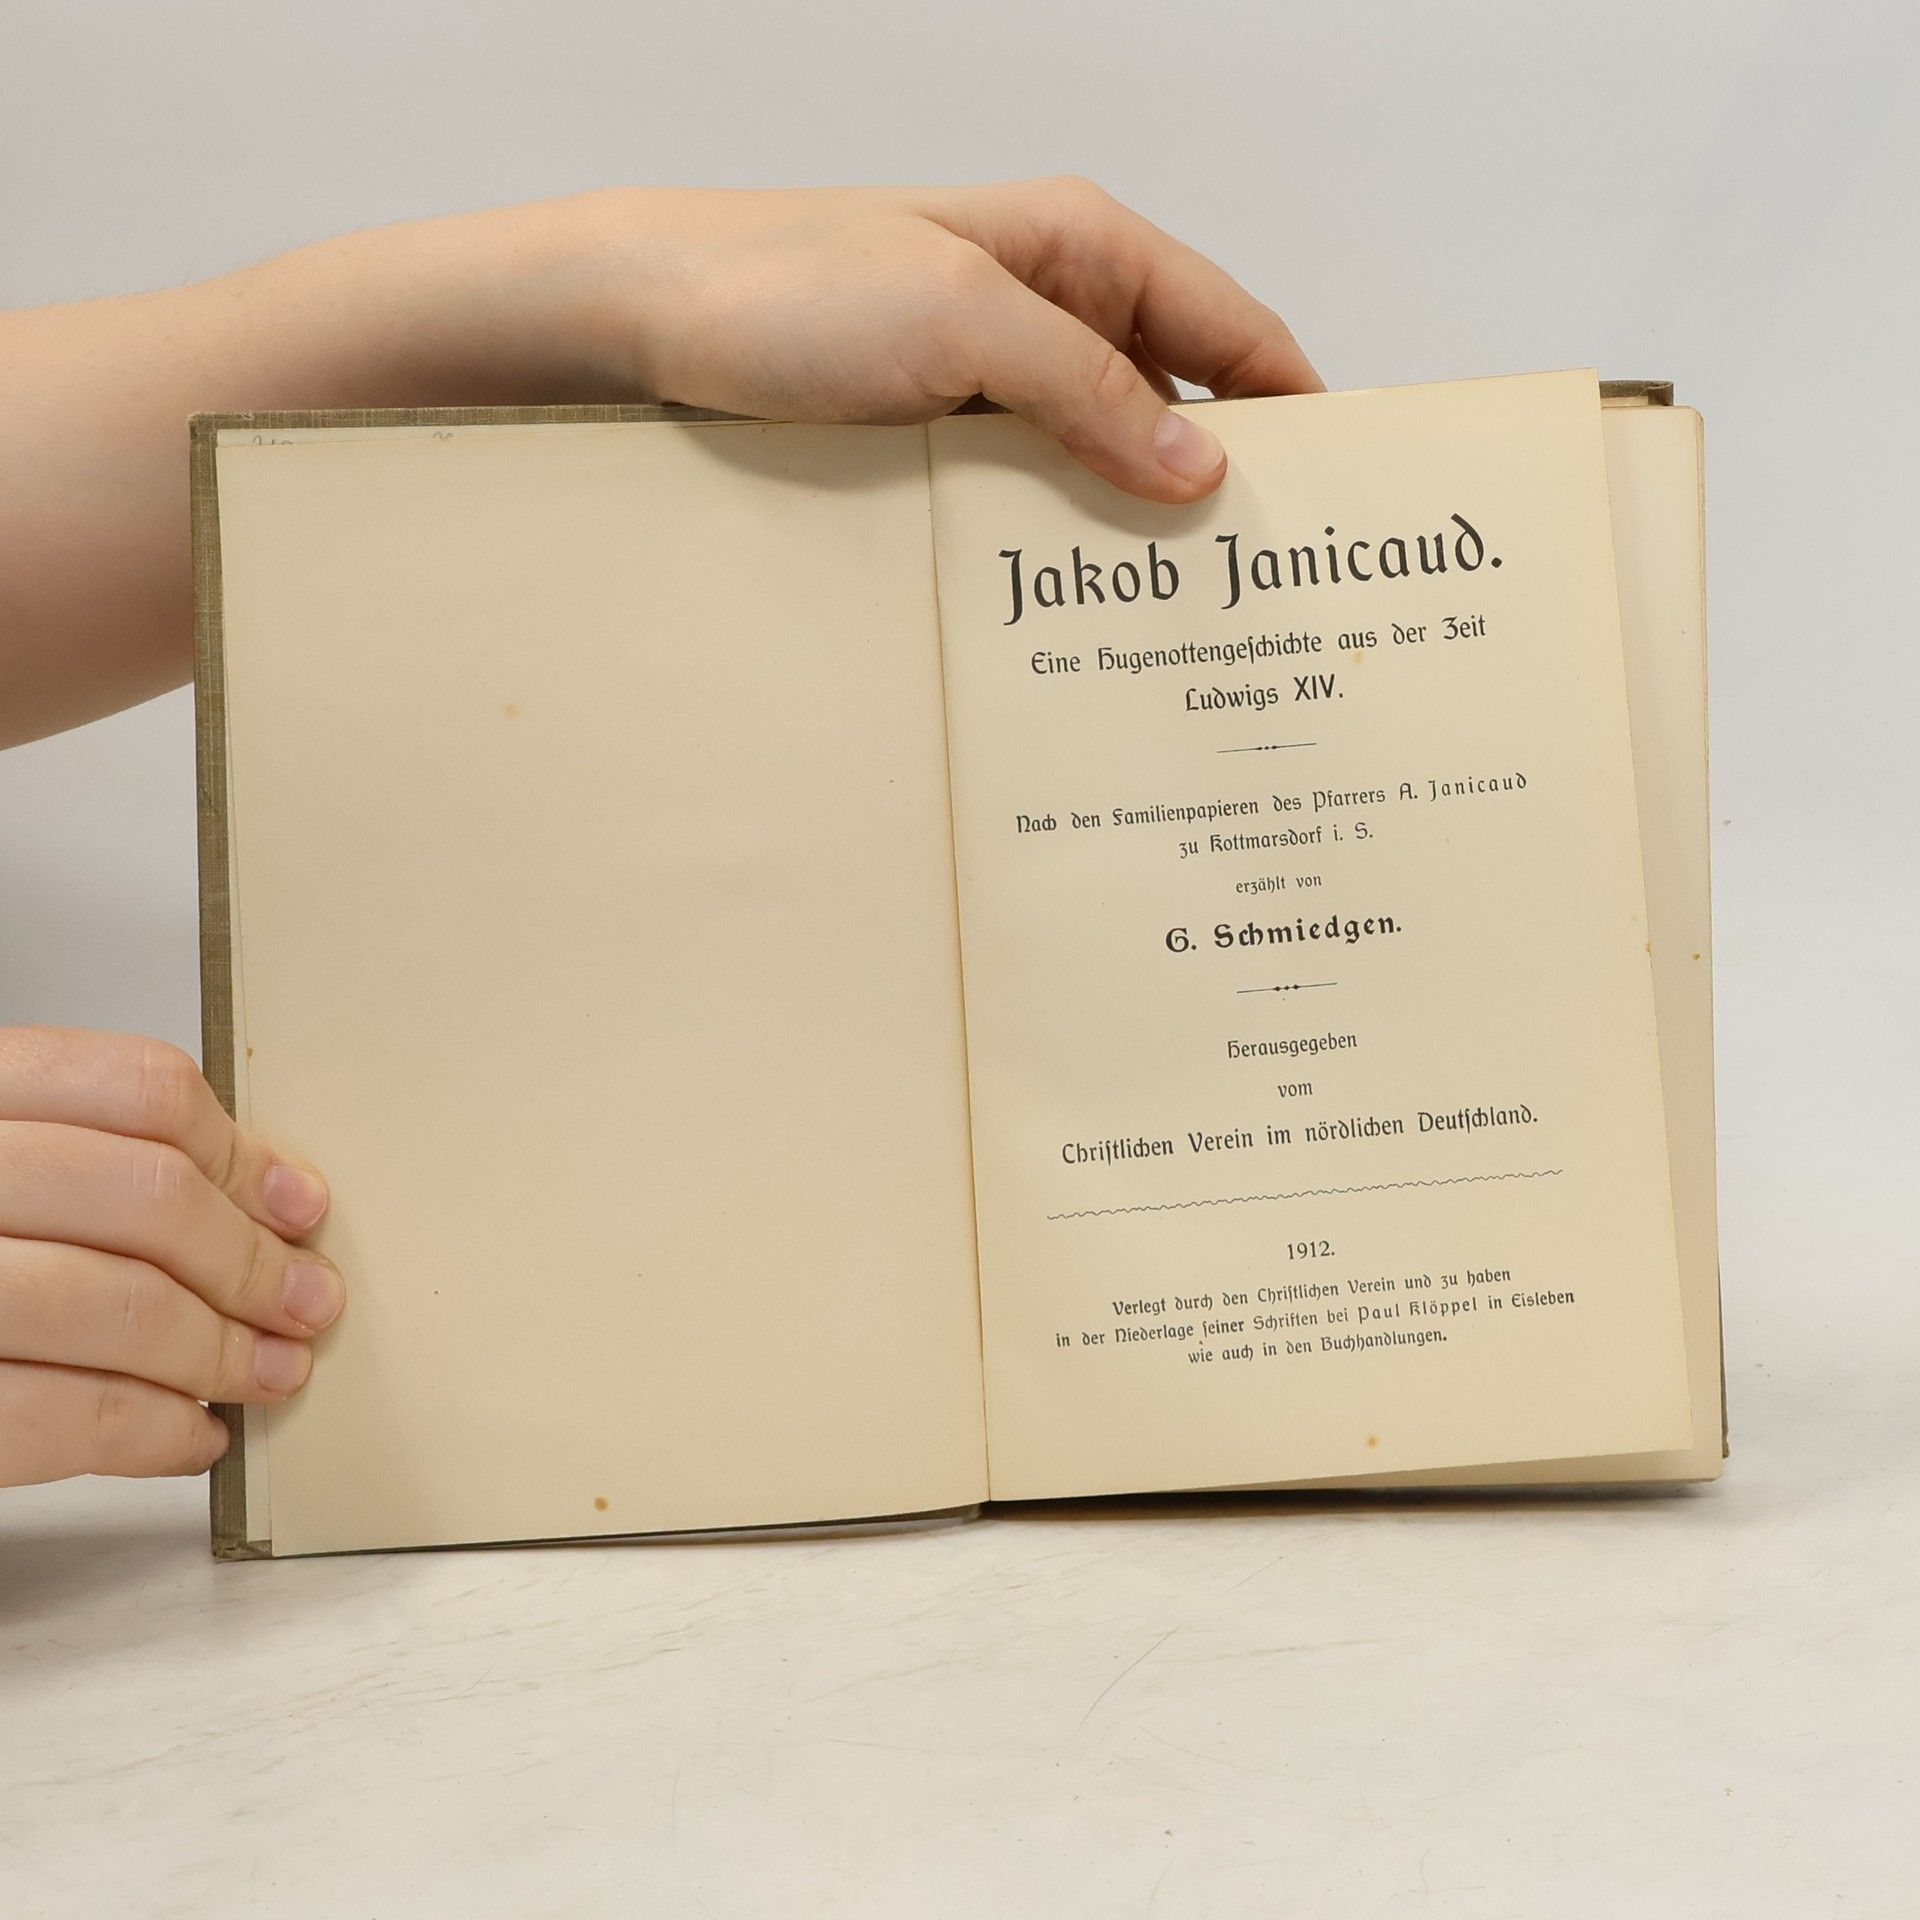 Jakob Janicaud.
Eine Hugenottengeſchichte aus der Zeit
Ludwigs XIV.
Nach den Familienpapieren des Pfarrers A. Janicaud
zu Kottmarsdorf i. S.
erzählt von
G. Schmiedgen.
Herausgegeben
vom
Chriſtlichen Verein im nördlichen Deutſchland.
1912.
Verlegt durch den Chriſtlichen Verein und zu haben
in der Niederlage ſeiner Schriften bei Paul Klöppel in Eisleben
wie auch in den Buchhandlungen.